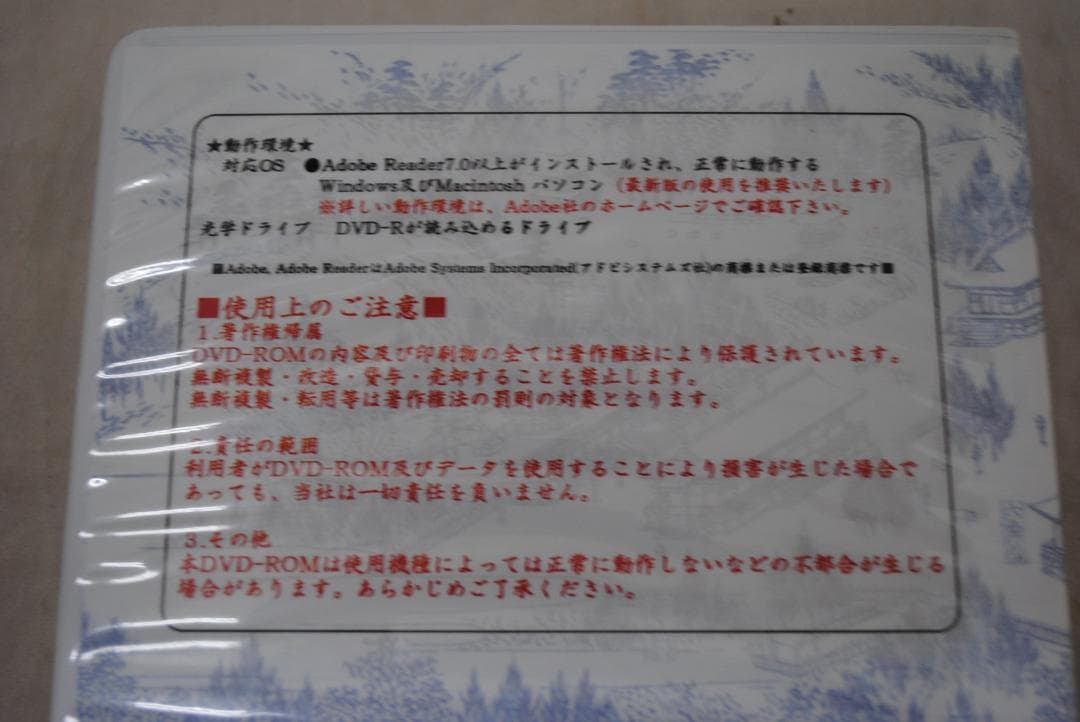 ★動作環境★
対応OS ●Adobe Reader7.0以上がインストールされ、正常に動作する
Windows及びMacintosh パソコン（最新版の使用を推奨いたします）
※詳しい動作環境は、Adobe社のホームページでご確認下さい。
光学ドライブ DVD-Rが読み込めるドライブ
■Adobe, Adobe ReaderはAdobe Systems Incorporated(アドビシステムズ社)の商標または登録商標です■
■使用上のご注意■
1.著作権帰属
DVD-ROMの内容及び印刷物の全ては著作権法により保護されています。
無断複製・改造・貸与・売却することを禁止します。
無断複製・転用等は著作権法の罰則の対象となります。
2.責任の範囲
利用者がDVD-ROM及びデータを使用することにより損害が生じた場合で
あっても、当社は一切責任を負いません。
3.その他
本DVD-ROMは使用機種によっては正常に動作しないなどの不都合が生じる
場合があります。あらかじめご了承ください。